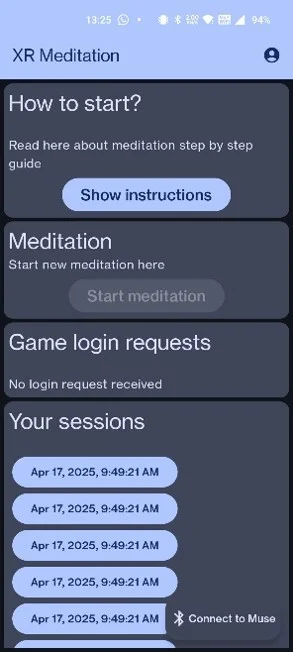 13:25 94%
XR Meditation
How to start?
Read here about meditation step by step
guide
Show instructions
Meditation
Start new meditation here
Start meditation
Game login requests
No login request received
Your sessions
Apr 17, 2025, 9:49:21 AM
Apr 17, 2025, 9:49:21 AM
Apr 17, 2025, 9:49:21 AM
Apr 17, 2025, 9:49:21 AM
Apr 17, 2025, 9:49:21 AM
Connect to Muse